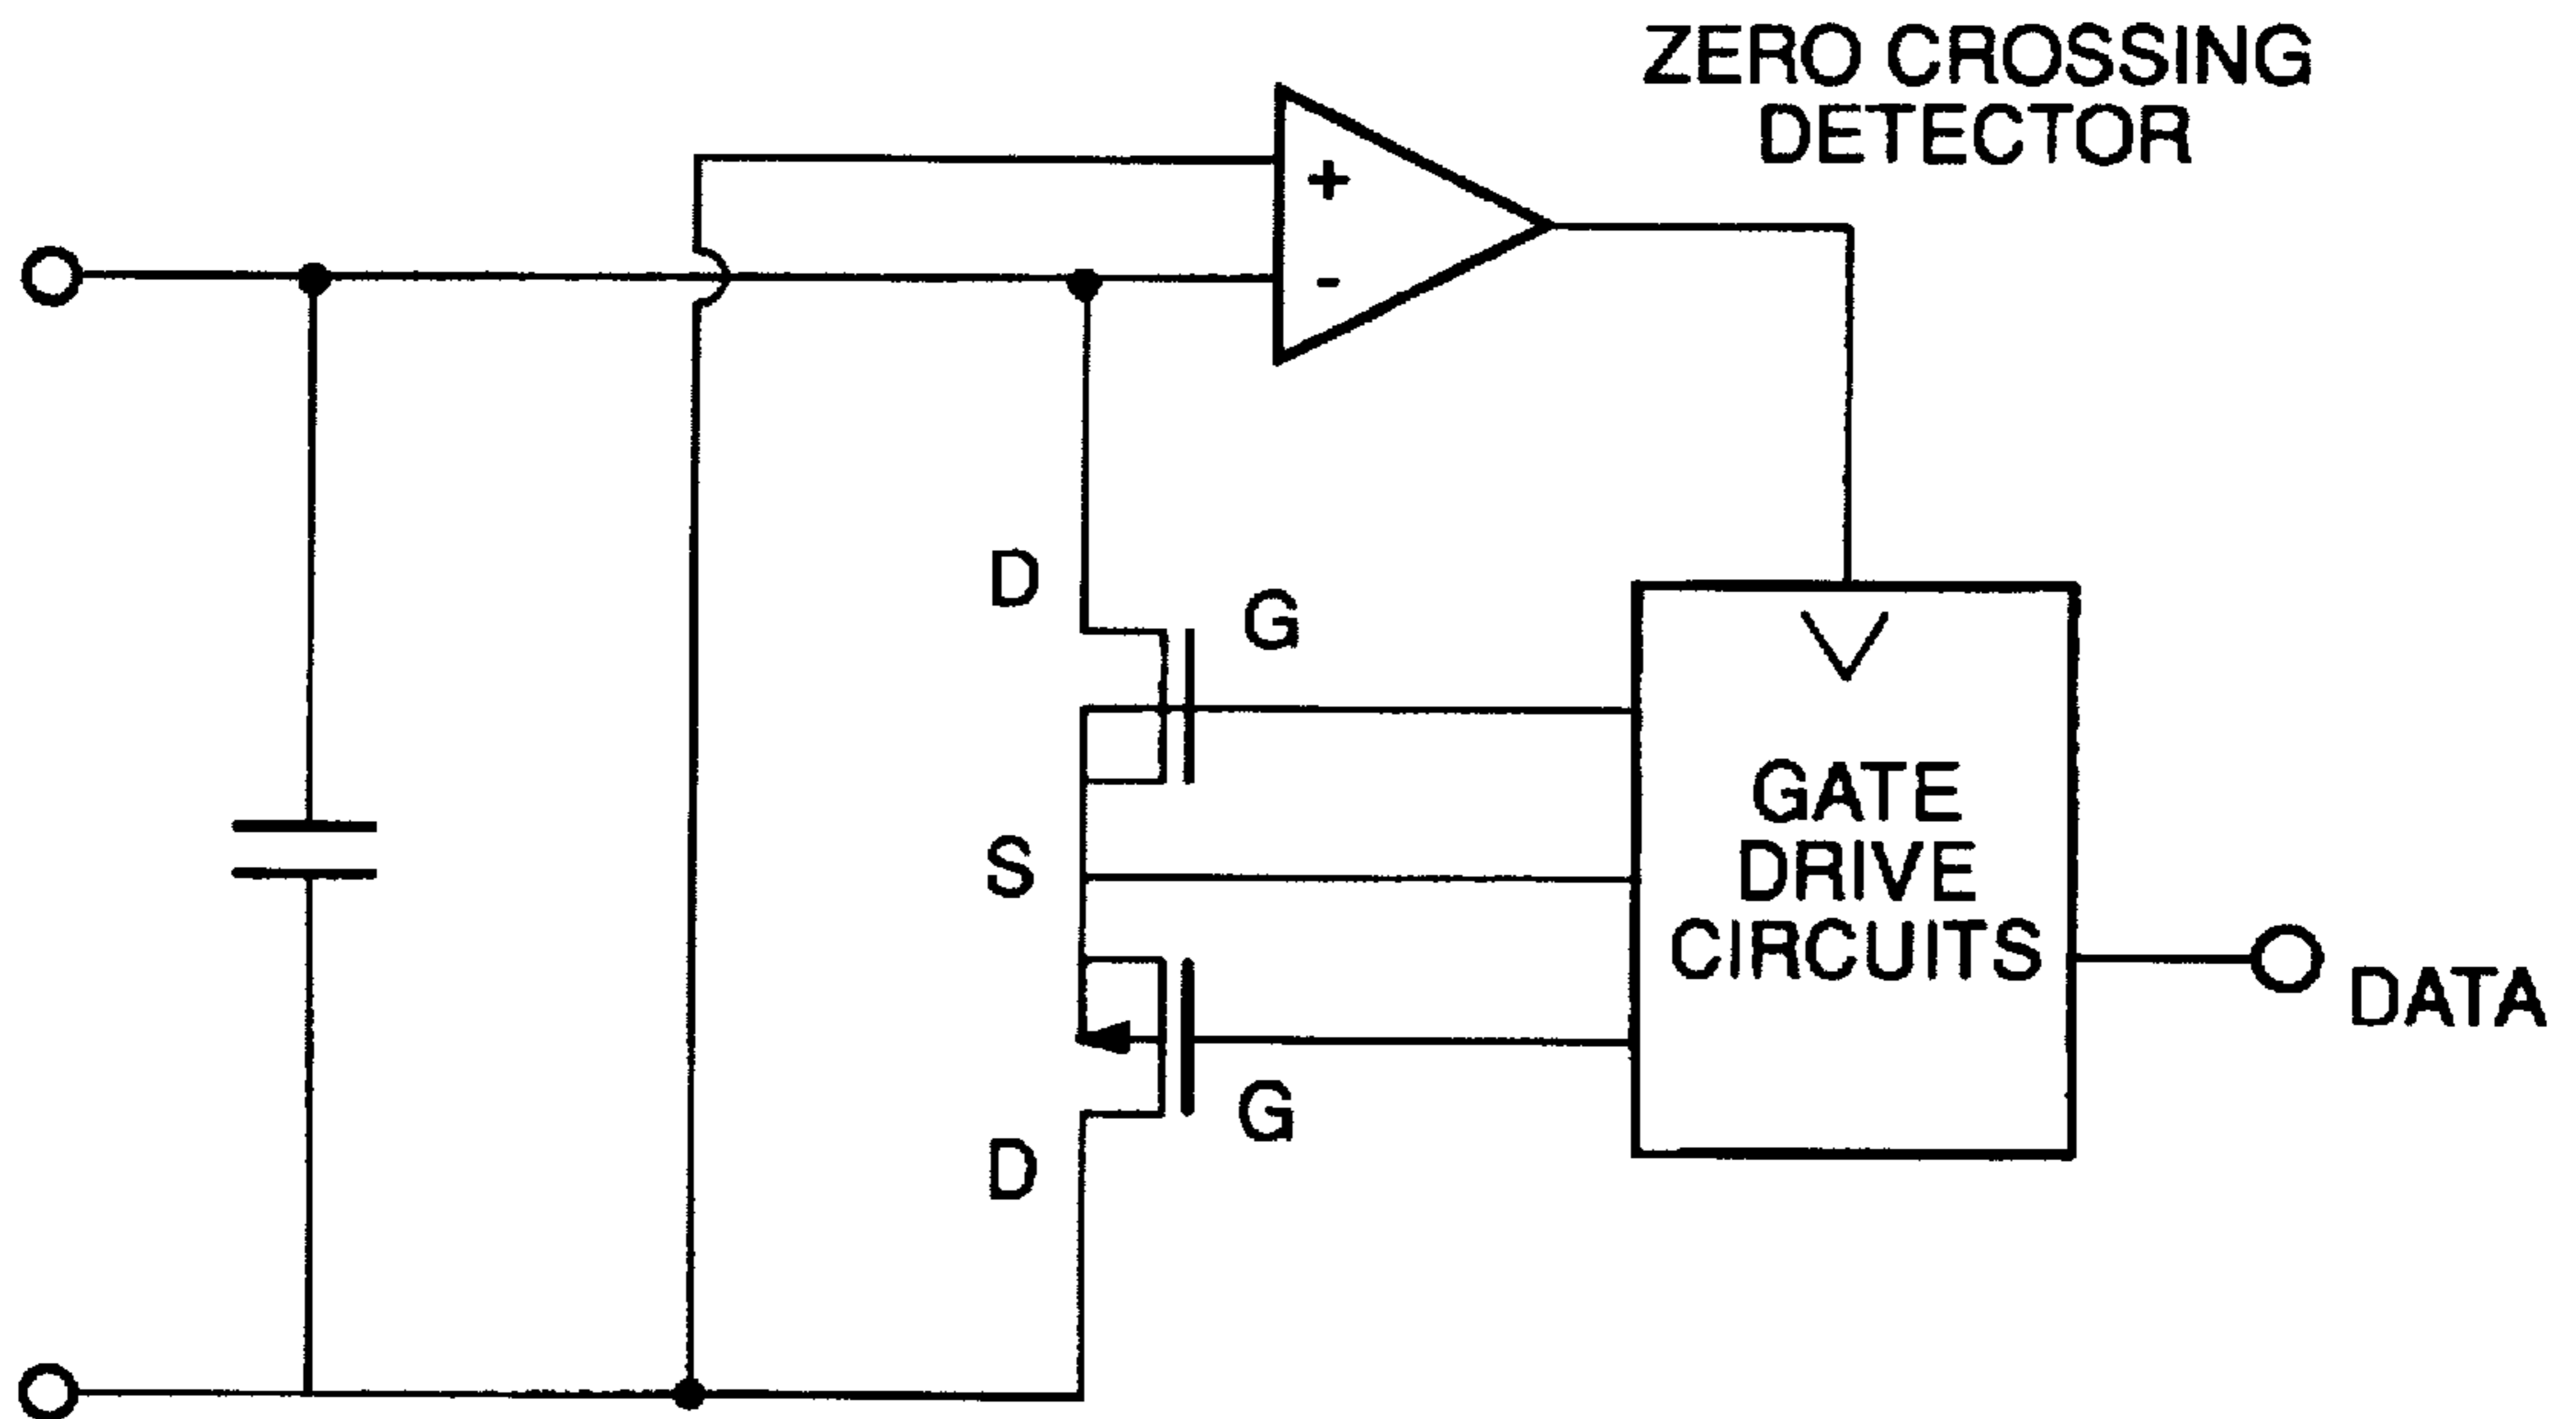 ZERO CROSSING
DETECTOR
+
-
D
G
GATE
DRIVE
CIRCUITS
S
DATA
G
D